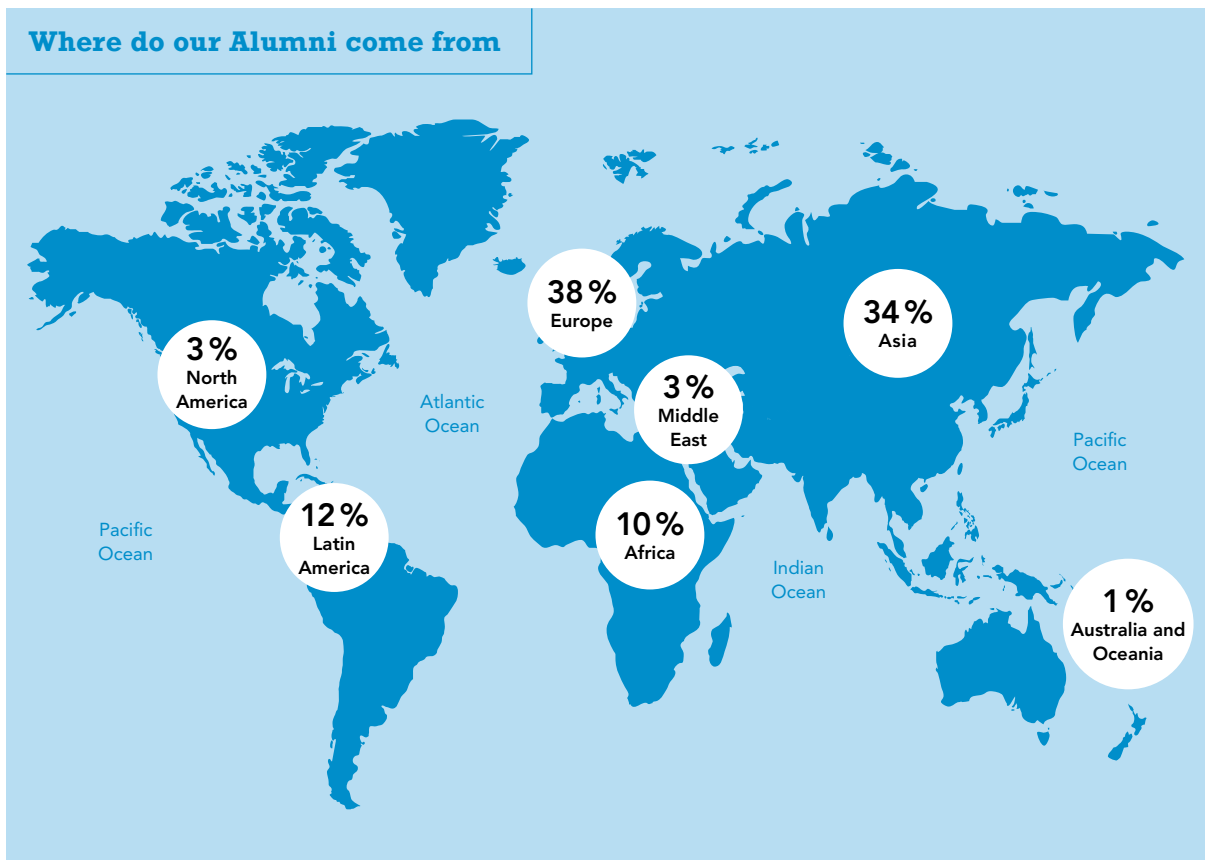 Where do our Alumni come from
38 %
Europe
34 %
Asia
3 %
North
America
3 %
Middle
East
Atlantic
Ocean
Pacific
Ocean
12 %
Latin
America
10 %
Africa
Pacific
Ocean
Indian
Ocean
1 %
Australia and
Oceania